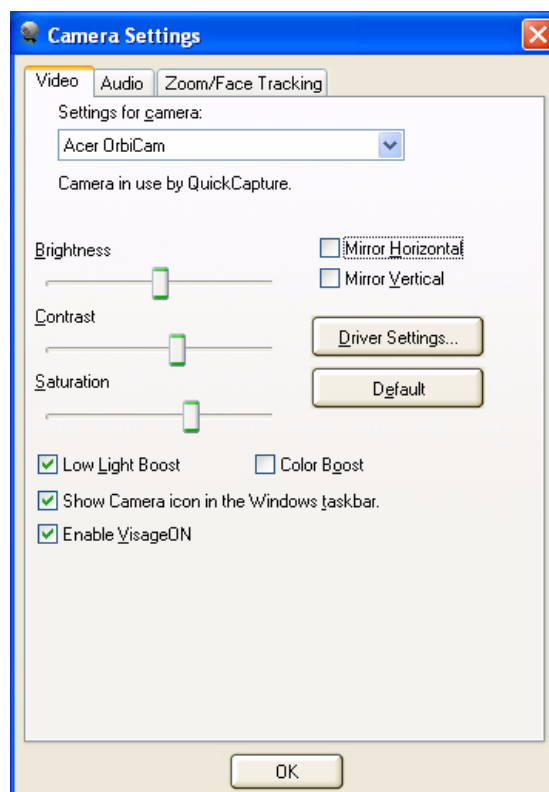 Camera Settings
Video Audio Zoom/Face Tracking
Settings for camera:
Acer OrbiCam
Camera in use by QuickCapture.
Brightness
Mirror Horizontal
Mirror Vertical
Contrast
Driver Settings...
Saturation
Default
Low Light Boost Color Boost
Show Camera icon in the Windows taskbar.
Enable VisageON
OK